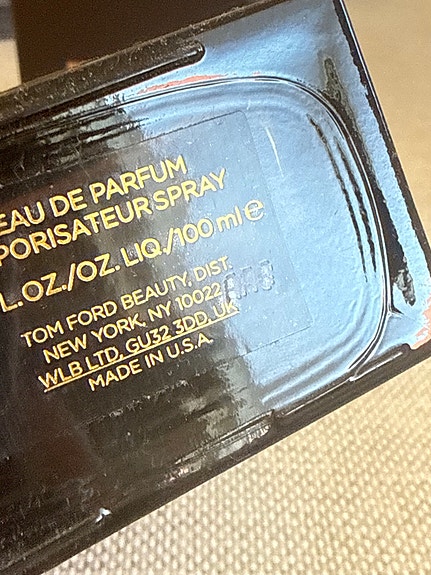 EAU DE PARFUM
PORISATEUR SPRAY
L.OZ./OZ. LIQ./100 ml e
TOM FORD BEAUTY, DIST.
NEW YORK, NY 10022
WLB LTD, GU32 3DD, UK
MADE IN U.S.A.